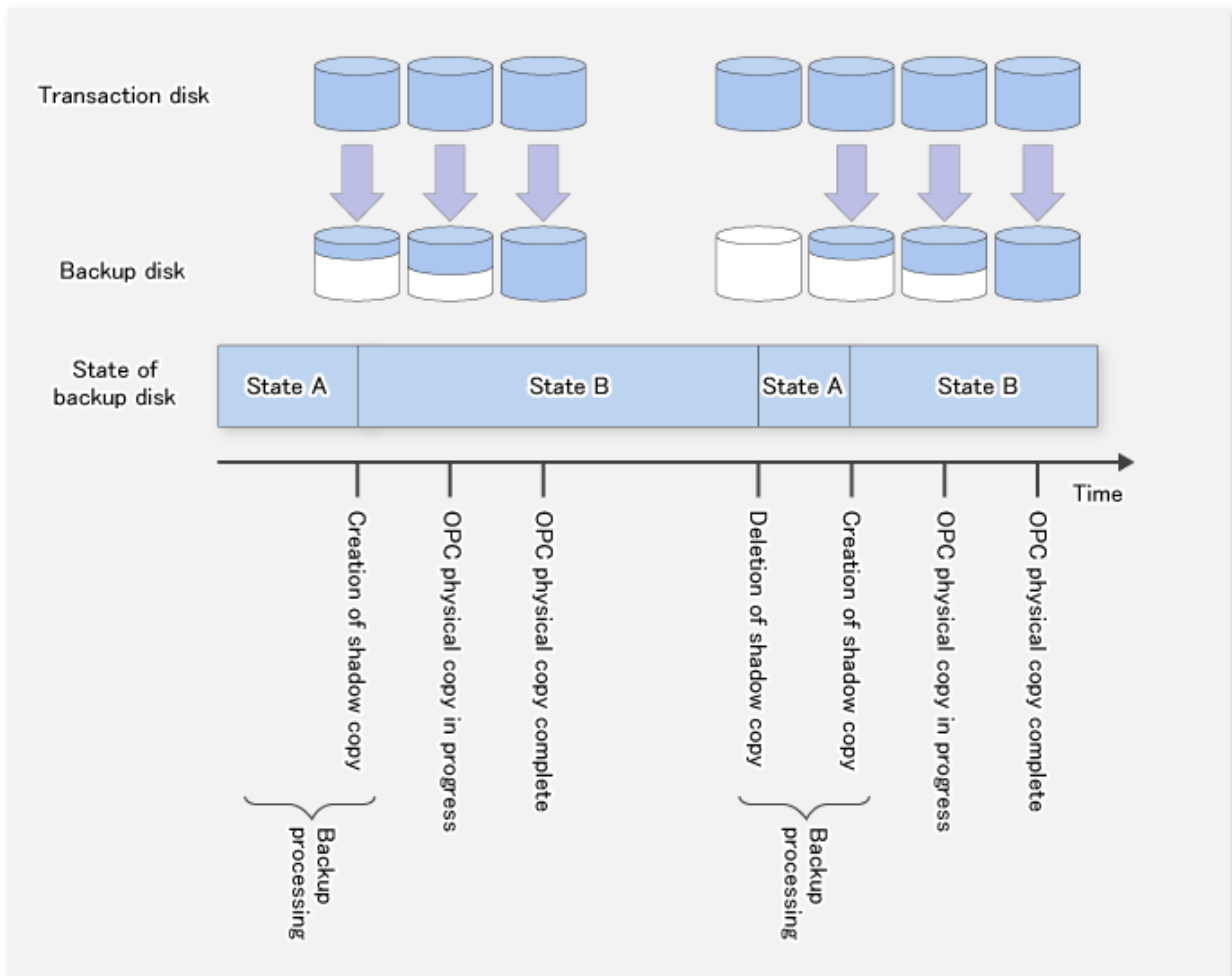 Transaction disk
Backup disk
State of
backup disk
State A
State B
State A
State B
Time
Creation of shadow copy
OPC physical copy in progress
OPC physical copy complete
Deletion of shadow copy
Creation of shadow copy
OPC physical copy in progress
OPC physical copy complete
Backup
processing
Backup
processing